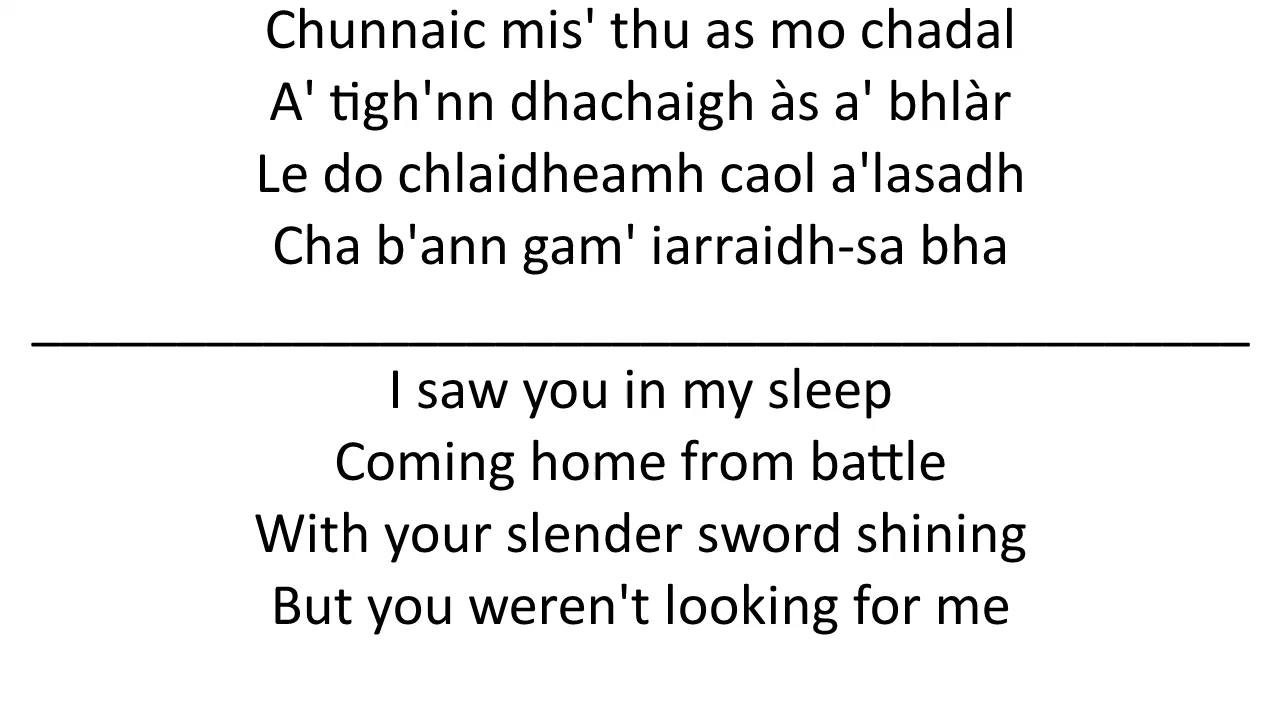 Chunnaic mis' thu as mo chadal
A' tigh'nn dhachaigh às a' bhlàr
Le do chlaidheamh caol a'lasadh
Cha b'ann gam' iarraidh-sa bha
I saw you in my sleep
Coming home from battle
With your slender sword shining
But you weren't looking for me